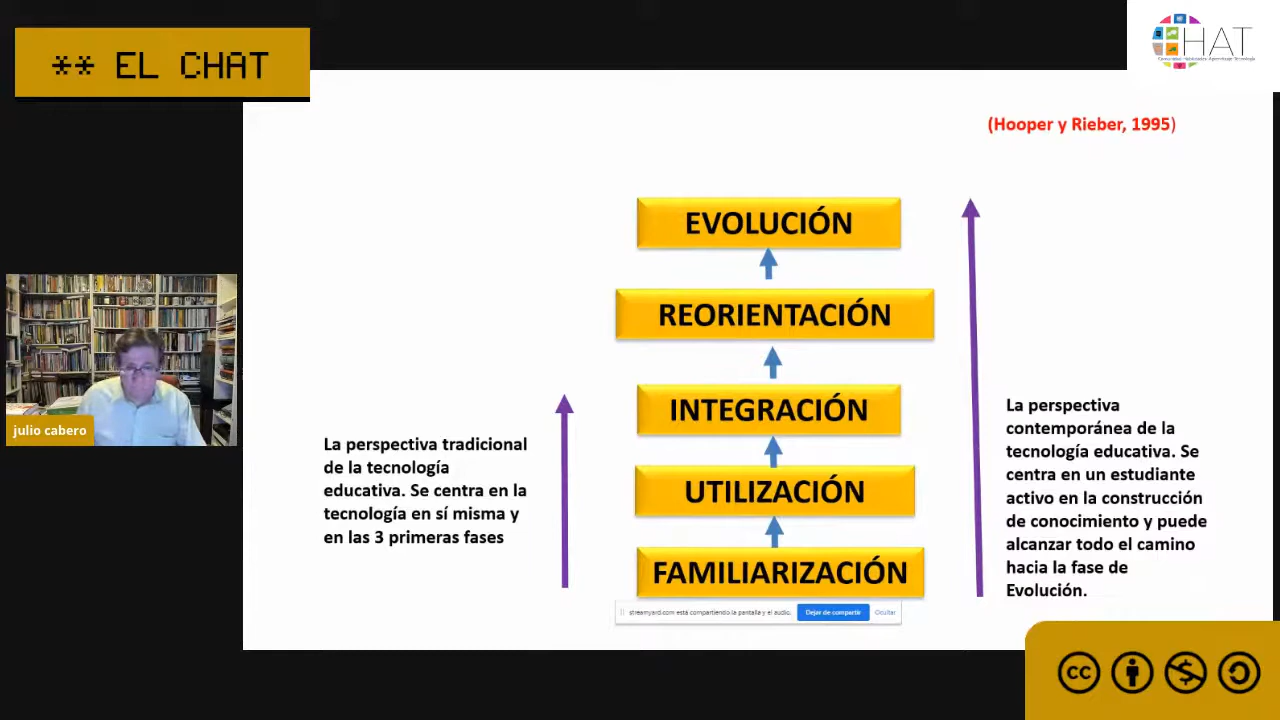 ** EL CHAT
HAT
(Hooper y Rieber, 1995)
EVOLUCIÓN
REORIENTACIÓN
INTEGRACIÓN
UTILIZACIÓN
FAMILIARIZACIÓN
La perspectiva tradicional
de la tecnología
educativa. Se centra en la
tecnología en sí misma y
en las 3 primeras fases
La perspectiva
contemporánea de la
tecnología educativa. Se
centra en un estudiante
activo en la construcción
de conocimiento y puede
alcanzar todo el camino
hacia la fase de
Evolución.
julio cabero
streamyard.com está compartiendo la pantalla y el audio.
Dejar de compartir
Ocultar
cc